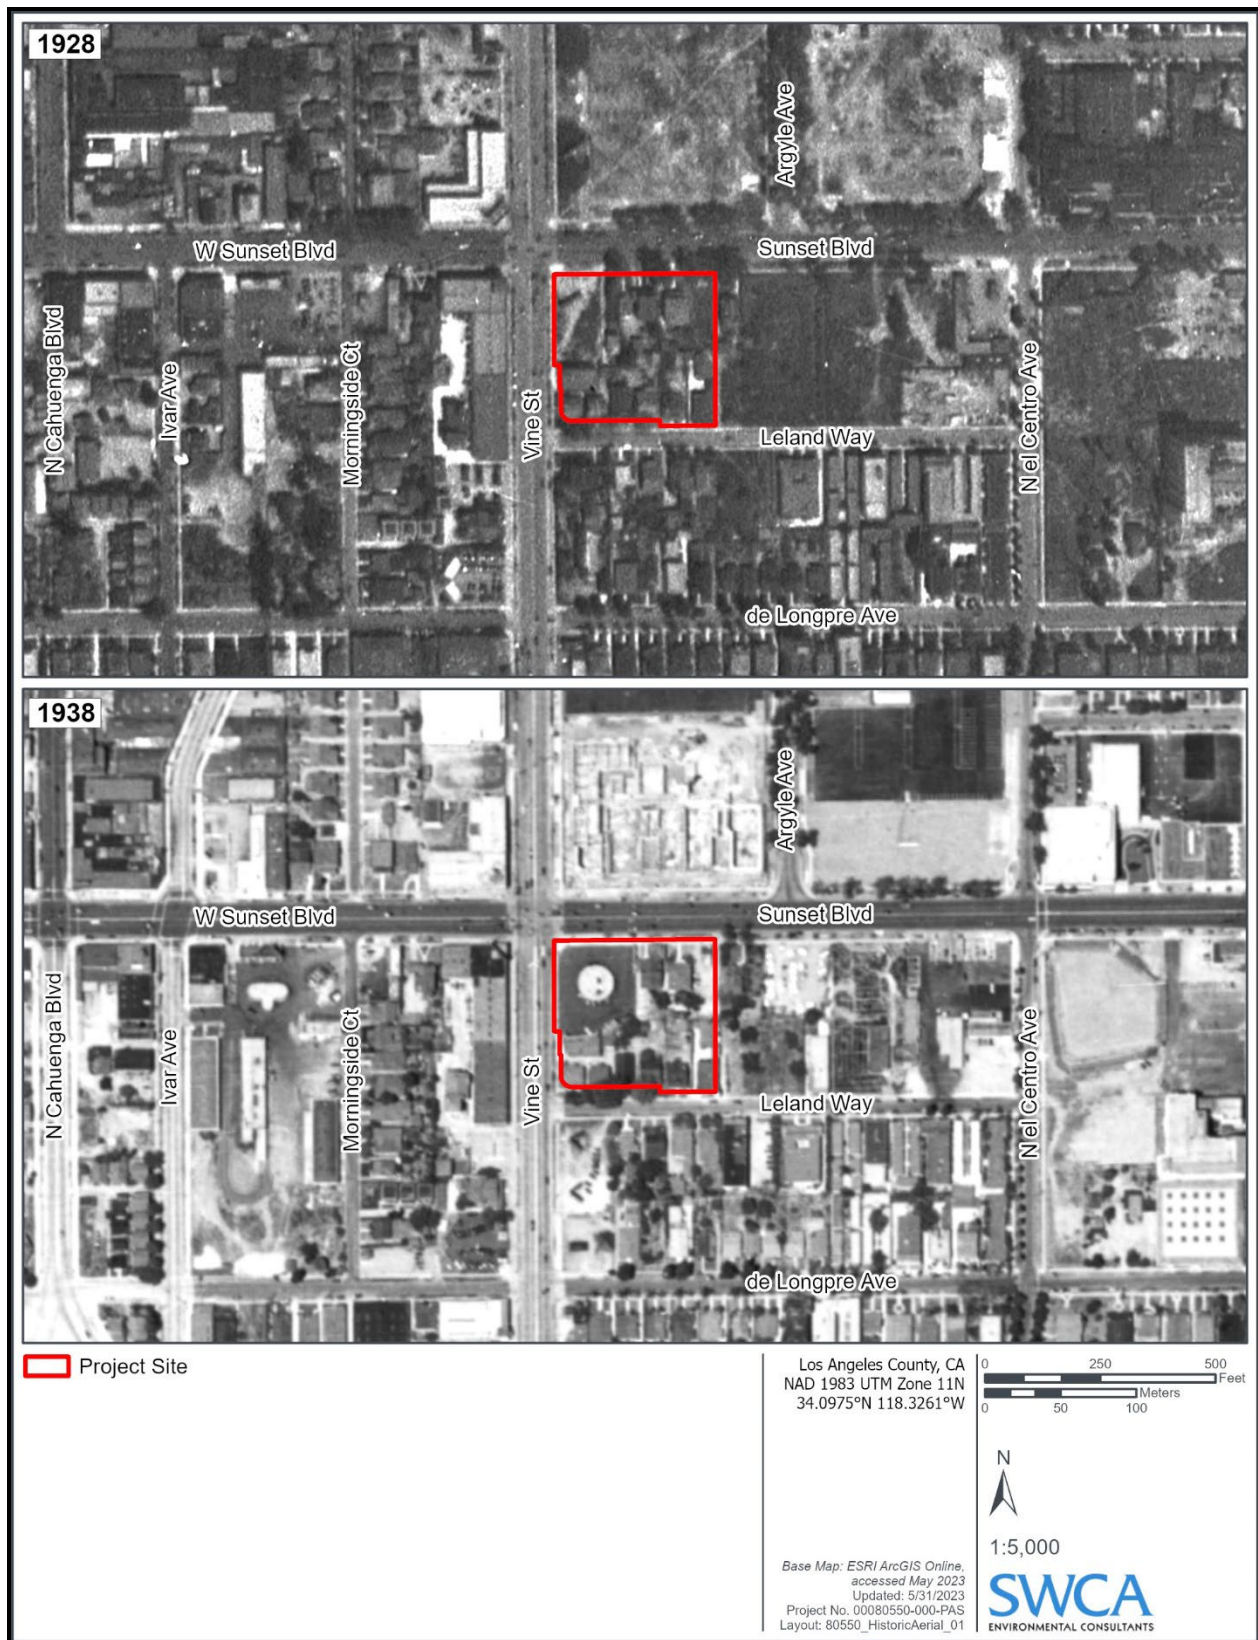 1928
Argyle Ave
W Sunset Blvd
Sunset Blvd
N Cahuenga Blvd
Ivar Ave
Morningside Ct
Vine St
Leland Way
N el Centro Ave
de Longpre Ave
1938
Argyle Ave
W Sunset Blvd
Sunset Blvd
N Cahuenga Blvd
Ivar Ave
Morningside Ct
Vine St
Leland Way
N el Centro Ave
de Longpre Ave
Project Site
Los Angeles County, CA
NAD 1983 UTM Zone 11N
34.0975°N 118.3261°W
0 250 500
Feet
Meters
0 50 100
N
1:5,000
Base Map: ESRI ArcGIS Online,
accessed May 2023
Updated: 5/31/2023
Project No. 00080550-000-PAS
Layout: 80550_HistoricAerial_01
SWCA
ENVIRONMENTAL CONSULTANTS